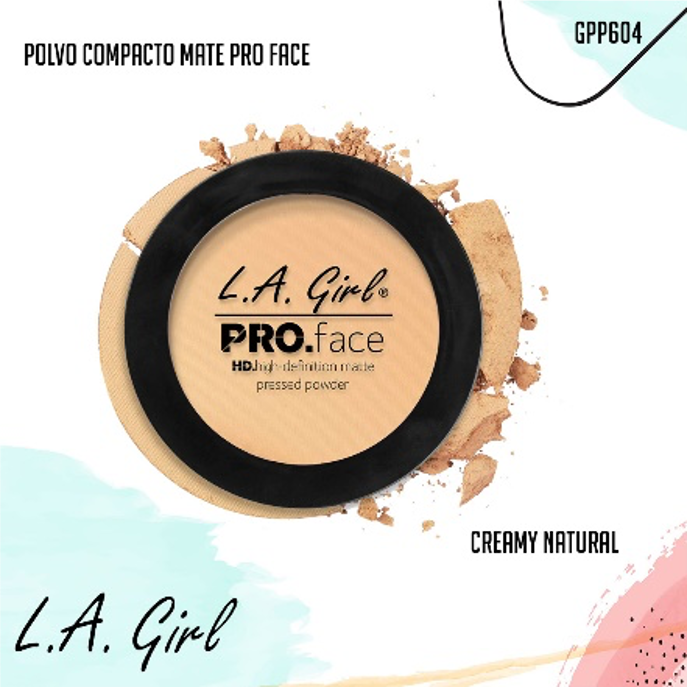 POLVO COMPACTO MATE PRO FACE
GPP604
L.A. Girl®
PRO.face
HD.high-definition matte
pressed powder
CREAMY NATURAL
L.A. Girl